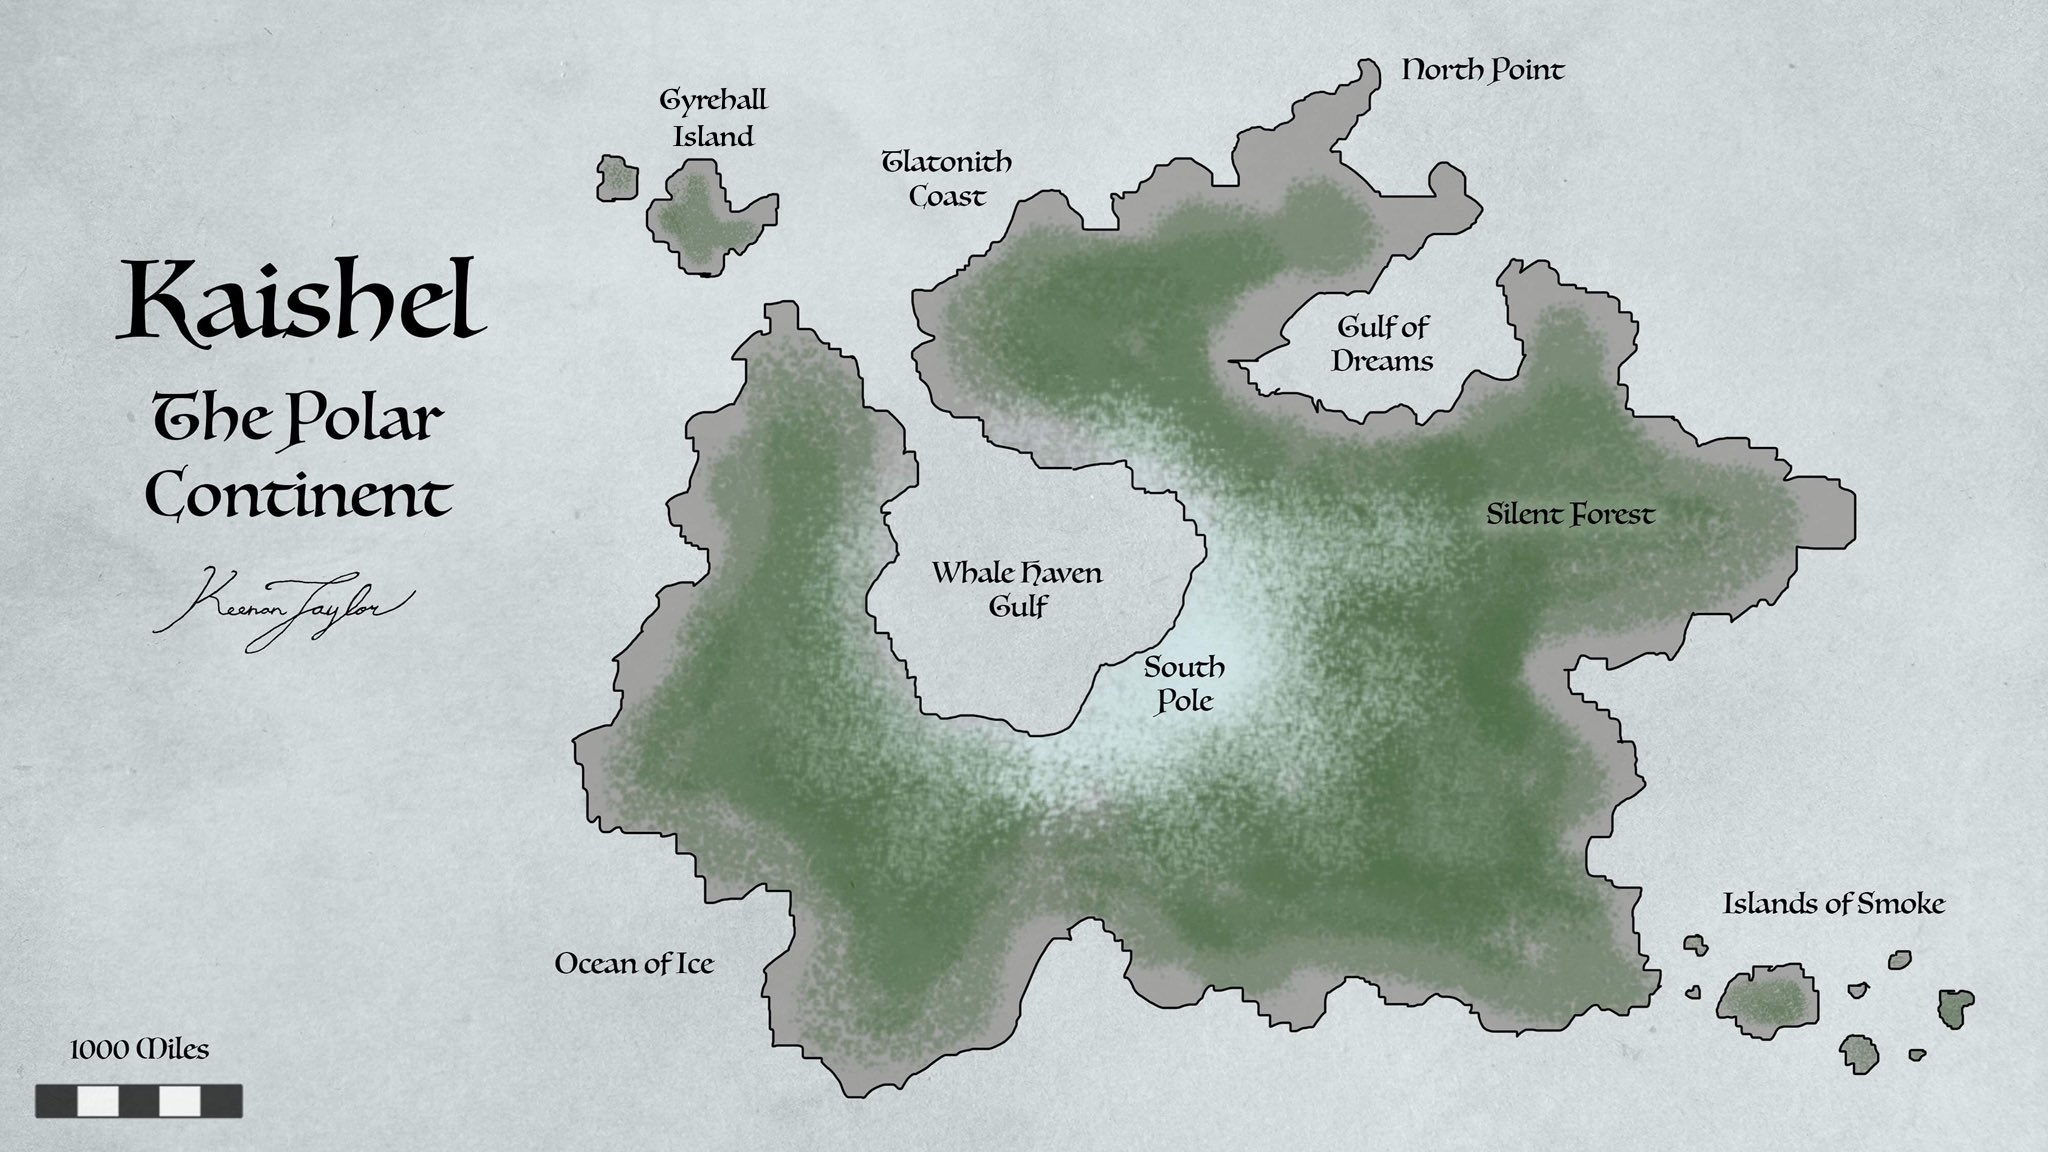 North Point
Gyrehall
Island
Tlatonith
Coast
Kaishel
The Polar
Continent
Keenan Taylor
Gulf of
Dreams
Silent Forest
Whale Haven
Gulf
South
Pole
Islands of Smoke
Ocean of Ice
1000 Miles